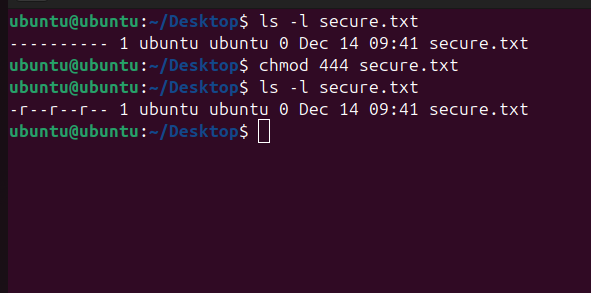 ubuntu@ubuntu:~/Desktop$ ls -l secure.txt
---------- 1 ubuntu ubuntu 0 Dec 14 09:41 secure.txt
ubuntu@ubuntu:~/Desktop$ chmod 444 secure.txt
ubuntu@ubuntu:~/Desktop$ ls -l secure.txt
-r--r--r-- 1 ubuntu ubuntu 0 Dec 14 09:41 secure.txt
ubuntu@ubuntu:~/Desktop$